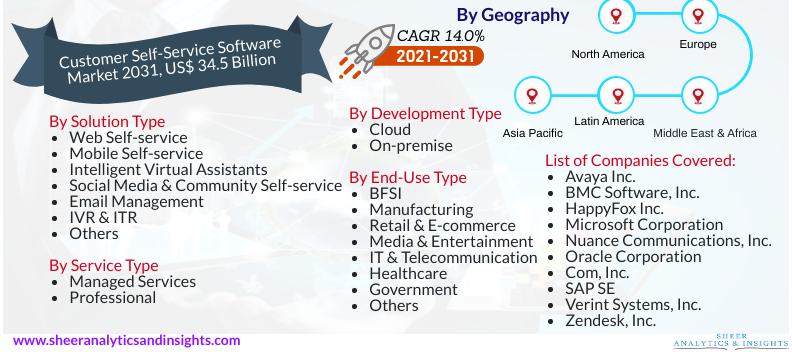 Customer Self-Service Software
Market 2031, US$ 34.5 Billion
CAGR 14.0%
2021-2031
By Geography
North America
Europe
Asia Pacific
Latin America
Middle East & Africa
By Solution Type
• Web Self-service
• Mobile Self-service
• Intelligent Virtual Assistants
• Social Media & Community Self-service
• Email Management
• IVR & ITR
• Others
By Service Type
• Managed Services
• Professional
By Development Type
• Cloud
• On-premise
By End-Use Type
• BFSI
• Manufacturing
• Retail & E-commerce
• Media & Entertainment
• IT & Telecommunication
• Healthcare
• Government
• Others
List of Companies Covered:
• Avaya Inc.
• BMC Software, Inc.
• HappyFox Inc.
• Microsoft Corporation
• Nuance Communications, Inc.
• Oracle Corporation
• Com, Inc.
• SAP SE
• Verint Systems, Inc.
• Zendesk, Inc.
www.sheeranalyticsandinsights.com
SHEER
ANALYTICS & INSIGHTS